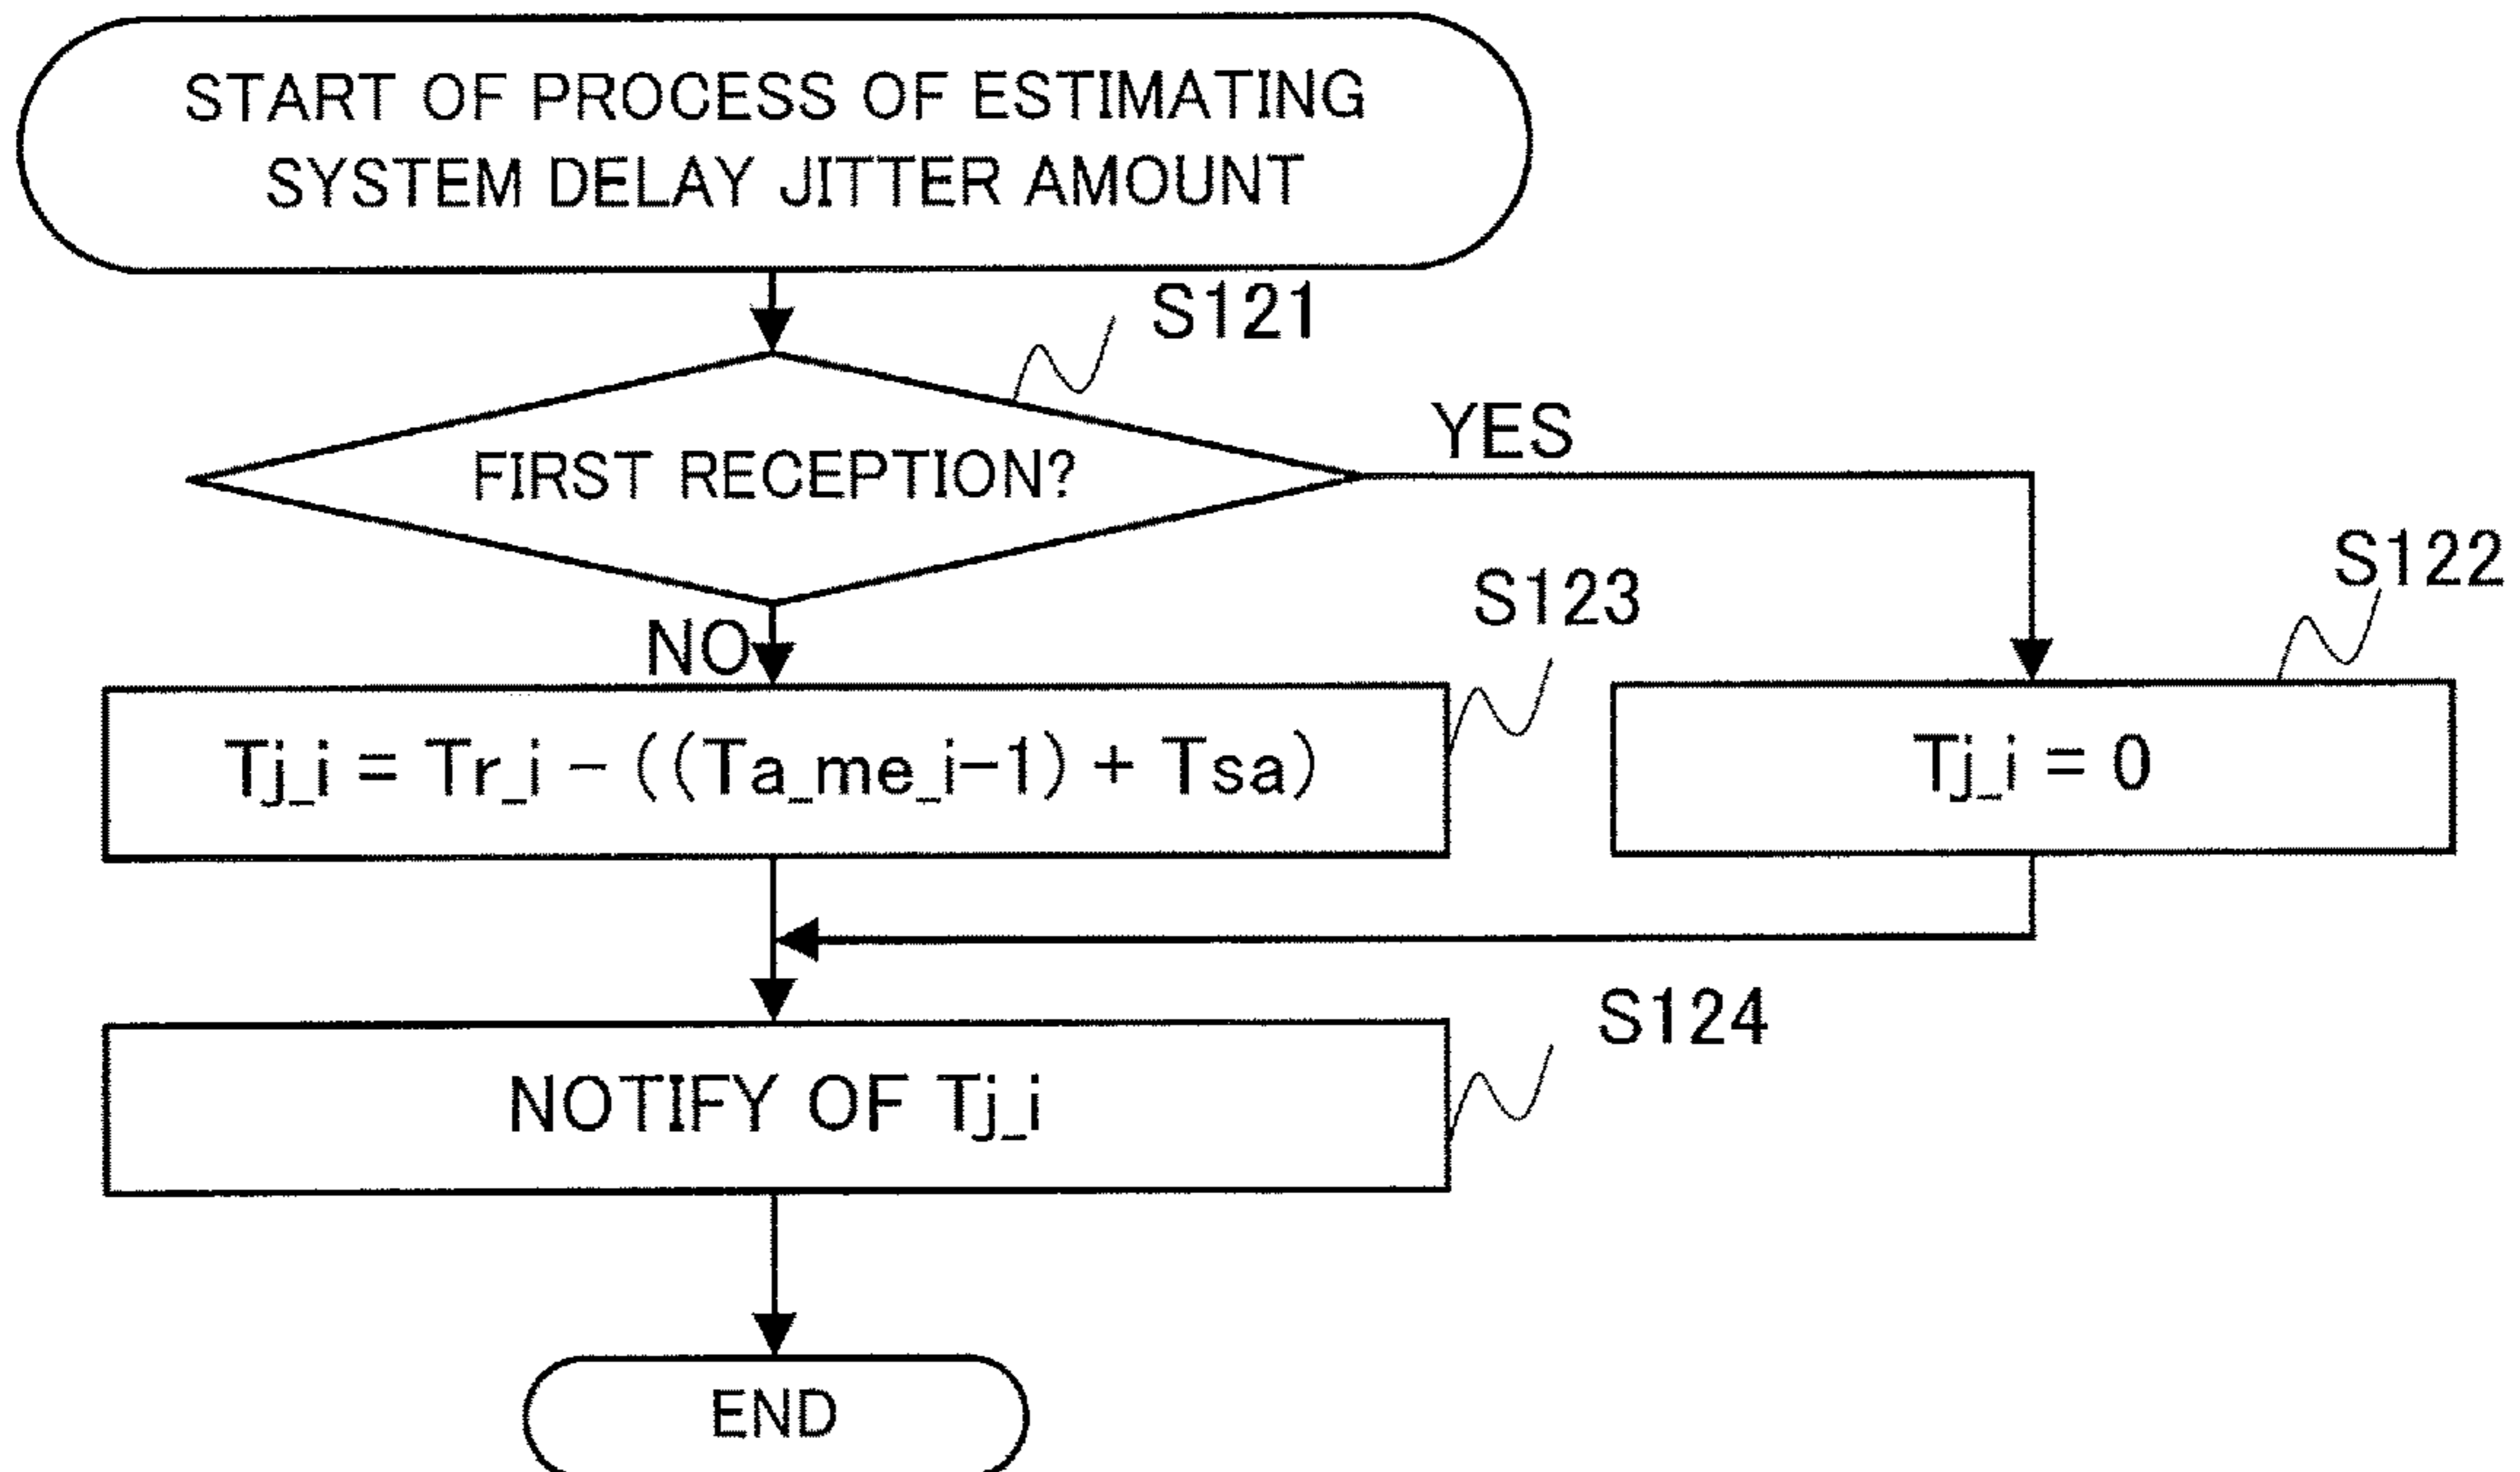 START OF PROCESS OF ESTIMATING
SYSTEM DELAY JITTER AMOUNT
S121
FIRST RECEPTION?
YES
NO
S123
S122
Tj_i = Tr_i - ((Ta_me_i-1) + Tsa)
Tj_i = 0
S124
NOTIFY OF Tj_i
END